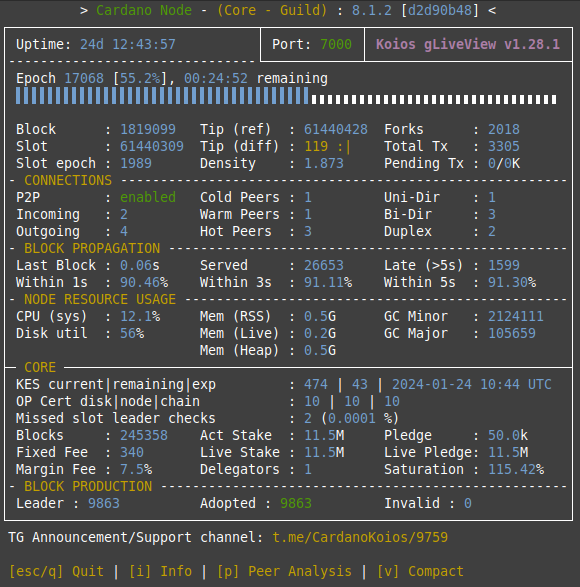 > Cardano Node - (Core - Guild) : 8.1.2 [d2d90b48] <
Uptime: 24d 12:43:57 Port: 7000 Koios gLiveView v1.28.1
Epoch 17068 [55.2%], 00:24:52 remaining
Block : 1819099 Tip (ref) : 61440428 Forks : 2018
Slot : 61440309 Tip (diff) : 119 :| Total Tx : 3305
Slot epoch : 1989 Density : 1.873 Pending Tx : 0/0K
- CONNECTIONS
P2P : enabled Cold Peers : 1 Uni-Dir : 1
Incoming : 2 Warm Peers : 1 Bi-Dir : 3
Outgoing : 4 Hot Peers : 3 Duplex : 2
- BLOCK PROPAGATION
Last Block : 0.06s Served : 26653 Late (>5s) : 1599
Within 1s : 90.46% Within 3s : 91.11% Within 5s : 91.30%
- NODE RESOURCE USAGE
CPU (sys) : 12.1% Mem (RSS) : 0.5G GC Minor : 2124111
Disk util : 56% Mem (Live) : 0.2G GC Major : 105659
Mem (Heap) : 0.5G
CORE
KES current|remaining|exp : 474 | 43 | 2024-01-24 10:44 UTC
OP Cert disk|node|chain : 10 | 10 | 10
Missed slot leader checks : 2 (0.0001 %)
Blocks : 245358 Act Stake : 11.5M Pledge : 50.0k
Fixed Fee : 340 Live Stake : 11.5M Live Pledge: 11.5M
Margin Fee : 7.5% Delegators : 1 Saturation : 115.42%
- BLOCK PRODUCTION
Leader : 9863 Adopted : 9863 Invalid : 0
TG Announcement/Support channel: t.me/CardanoKoios/9759
[esc/q] Quit | [i] Info | [p] Peer Analysis | [v] Compact